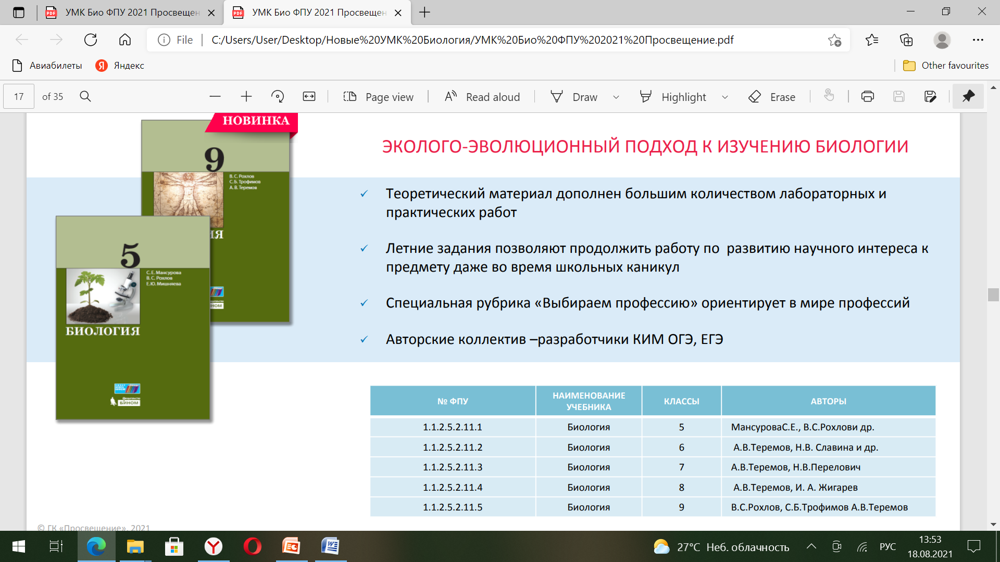 УМК Био ФПУ 2021 Просвещен
УМК Био ФПУ 2021 Просвещен
File
C:/Users/User/Desktop/Новые%20УМК%20Биология/УМК%20Био%20ФПУ%202021%20Просвещение.pdf
Авиабилеты
Яндекс
Other favourites
17 of 35
Page view
Read aloud
Draw
Highlight
Erase
НОВИНКА
9
В. С. Рохлов
С. Б. Трофимов
А. В. Теремов
ИЯ
5
С.Е. Мансурова
В.С. Рохлов
Е.Ю. Мишняева
БИОЛОГИЯ
БИНОМ
ЭКОЛОГО-ЭВОЛЮЦИОННЫЙ ПОДХОД К ИЗУЧЕНИЮ БИОЛОГИИ
✓ Теоретический материал дополнен большим количеством лабораторных и
практических работ
✓ Летние задания позволяют продолжить работу по развитию научного интереса к
предмету даже во время школьных каникул
✓ Специальная рубрика «Выбираем профессию» ориентирует в мире профессий
✓ Авторские коллектив –разработчики КИМ ОГЭ, ЕГЭ
№ ФПУ НАИМЕНОВАНИЕ УЧЕБНИКА КЛАССЫ АВТОРЫ
1.1.2.5.2.11.1 Биология 5 МансуроваС.Е., В.С.Рохлови др.
1.1.2.5.2.11.2 Биология 6 А.В.Теремов, Н.В. Славина и др.
1.1.2.5.2.11.3 Биология 7 А.В.Теремов, Н.В.Перелович
1.1.2.5.2.11.4 Биология 8 А.В.Теремов, И. А. Жигарев
1.1.2.5.2.11.5 Биология 9 В.С.Рохлов, С.Б.Трофимов А.В.Теремов
© ГК «Просвещение», 2021
27°C Неб. облачность
РУС
13:53
18.08.2021